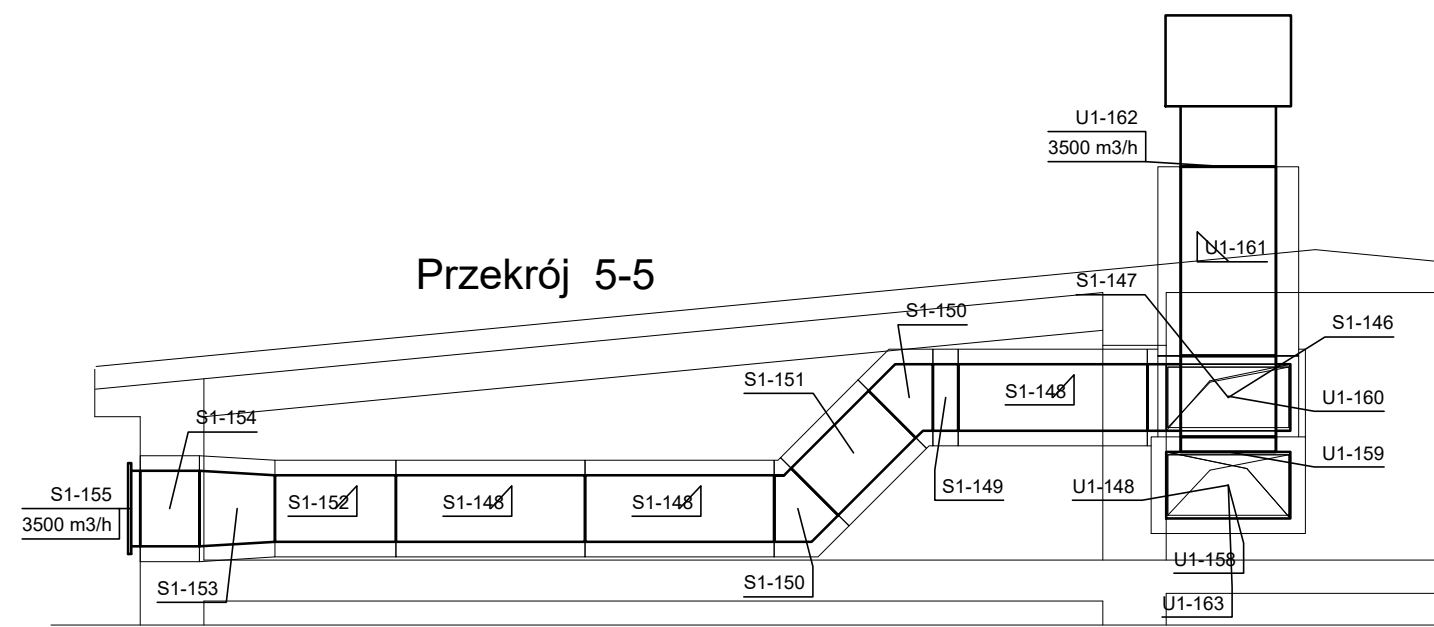 U1-162
3500 m3/h
U1-161
Przekrój 5-5
S1-147
S1-150
S1-146
S1-151
S1-148
U1-160
S1-154
U1-159
S1-155
3500 m3/h
S1-152
S1-148
S1-148
S1-149
U1-148
S1-153
S1-150
U1-158
U1-163